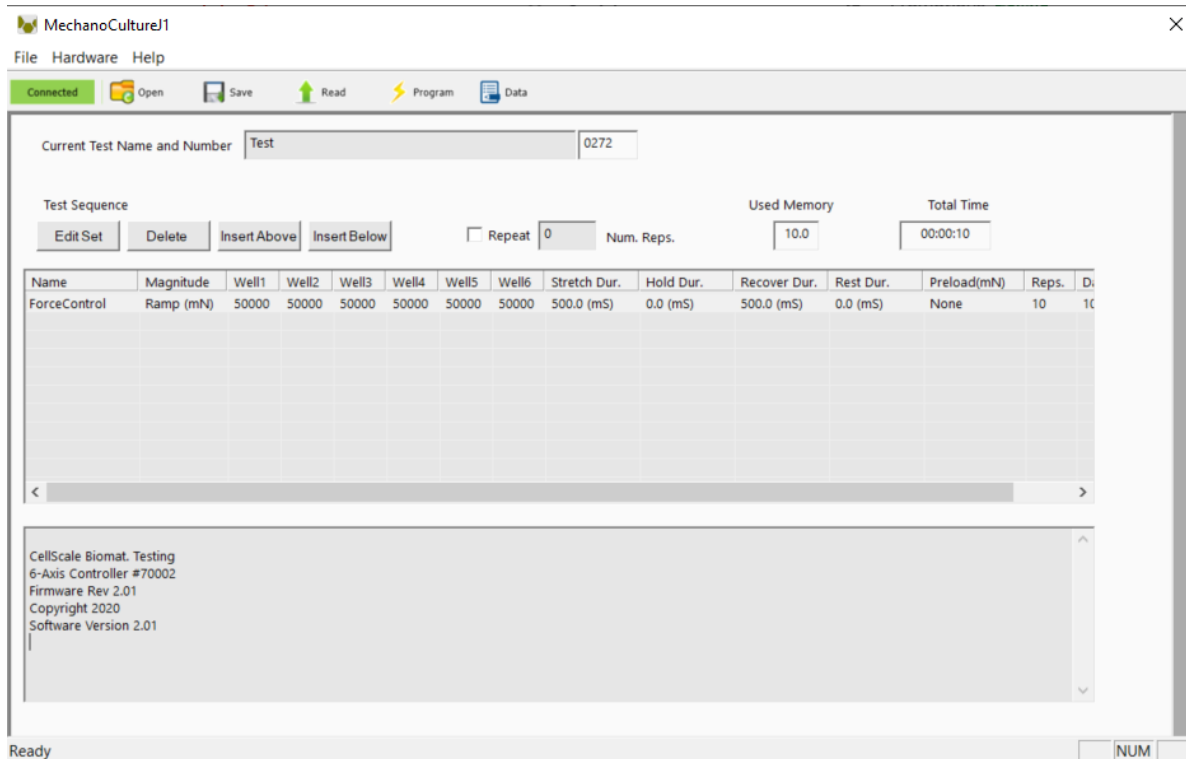 MechanoCultureJ1
File Hardware Help
Connected Open Save Read Program Data
Current Test Name and Number Test 0272
Test Sequence Used Memory Total Time
Edit Set Delete Insert Above Insert Below Repeat 0 Num. Reps. 10.0 00:00:10
Name Magnitude Well1 Well2 Well3 Well4 Well5 Well6 Stretch Dur. Hold Dur. Recover Dur. Rest Dur. Preload(mN) Reps.
ForceControl Ramp (mN) 50000 50000 50000 50000 50000 50000 500.0 (mS) 0.0 (mS) 500.0 (mS) 0.0 (mS) None 10 10
CellScale Biomat. Testing
6-Axis Controller #70002
Firmware Rev 2.01
Copyright 2020
Software Version 2.01
Ready NUM